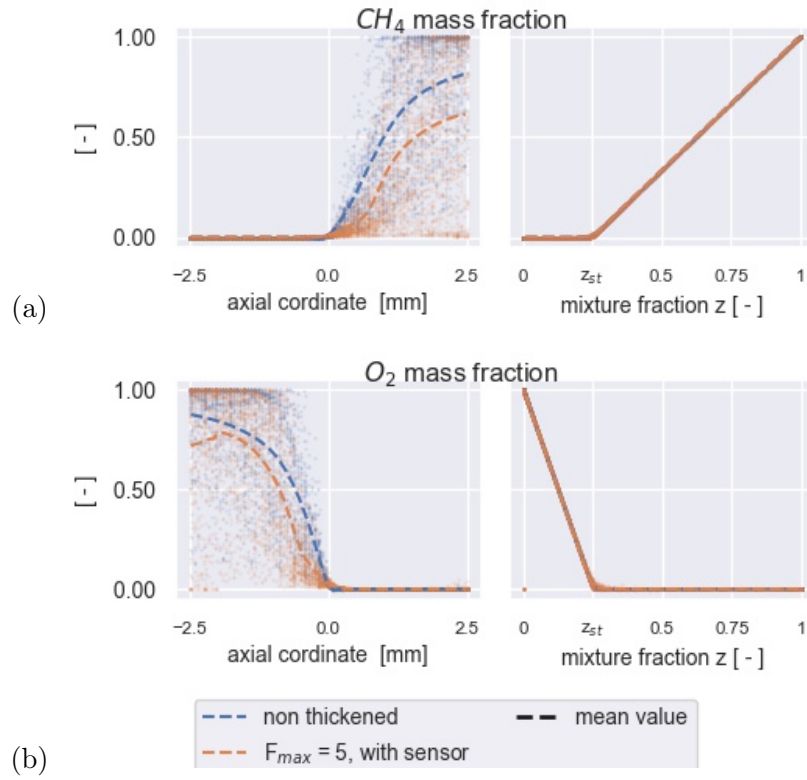 CH₄ mass fraction
1.00
0.50
0.00
[ - ]
−2.5 0.0 2.5
axial cordinate [mm]
0 z_st 0.5 0.75 1
mixture fraction z [ - ]
(a)
O₂ mass fraction
1.00
0.50
0.00
[ - ]
−2.5 0.0 2.5
axial cordinate [mm]
0 z_st 0.5 0.75 1
mixture fraction z [ - ]
non thickened
mean value
F_max = 5, with sensor
(b)